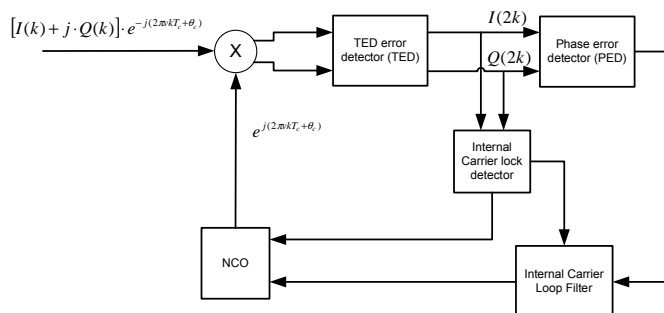 [I(k) + j·Q(k)]·e^{-j(2πvkT_c+θ_c)}
X
TED error
detector (TED)
I(2k)
Q(2k)
Phase error
detector (PED)
e^{j(2πvkT_c+θ_c)}
Internal
Carrier lock
detector
NCO
Internal Carrier
Loop Filter